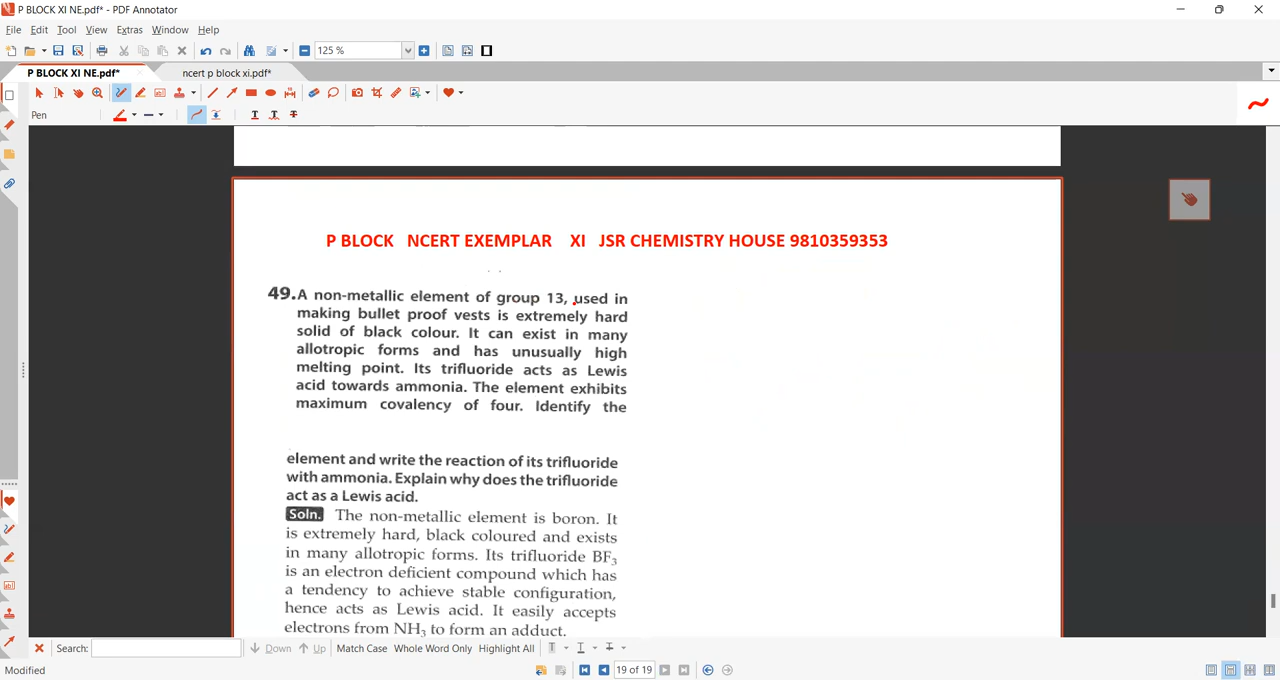 P BLOCK XI NE.pdf* - PDF Annotator
File Edit Tool View Extras Window Help
125 %
P BLOCK XI NE.pdf* ncert p block xi.pdf*
Pen
P BLOCK NCERT EXEMPLAR XI JSR CHEMISTRY HOUSE 9810359353
49. A non-metallic element of group 13, used in
making bullet proof vests is extremely hard
solid of black colour. It can exist in many
allotropic forms and has unusually high
melting point. Its trifluoride acts as Lewis
acid towards ammonia. The element exhibits
maximum covalency of four. Identify the
element and write the reaction of its trifluoride
with ammonia. Explain why does the trifluoride
act as a Lewis acid.
Soln. The non-metallic element is boron. It
is extremely hard, black coloured and exists
in many allotropic forms. Its trifluoride BF₃
is an electron deficient compound which has
a tendency to achieve stable configuration,
hence acts as Lewis acid. It easily accepts
electrons from NH₃ to form an adduct.
Search: Down Up Match Case Whole Word Only Highlight All
19 of 19
Modified